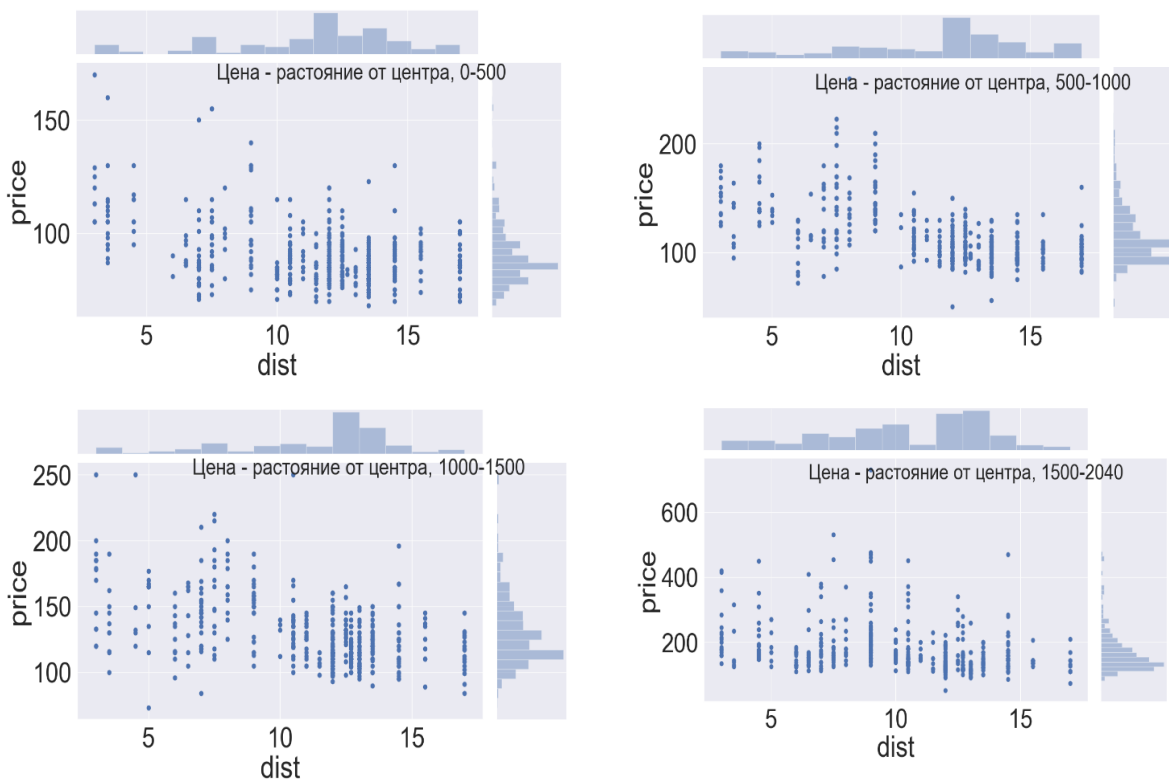 Цена - растояние от центра, 0-500
150
100
price
5
10
15
dist
Цена - растояние от центра, 500-1000
200
100
price
5
10
15
dist
Цена - растояние от центра, 1000-1500
250
200
150
100
price
5
10
15
dist
Цена - растояние от центра, 1500-2040
600
400
200
price
5
10
15
dist